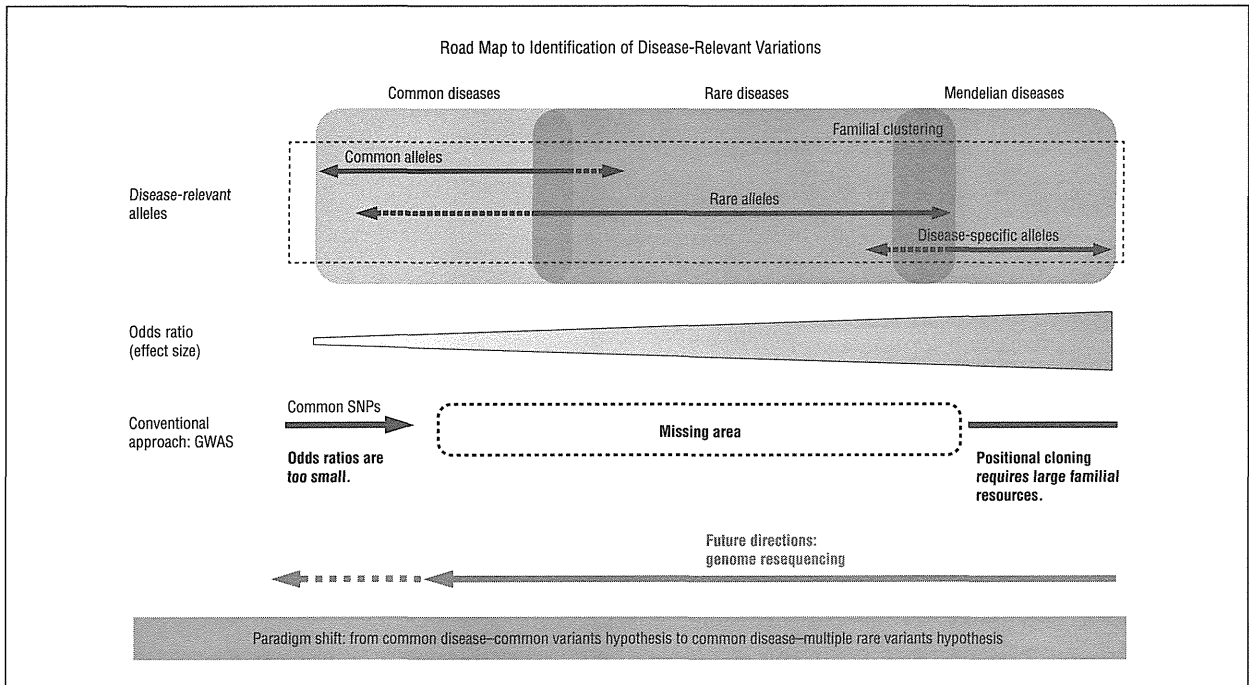 Road Map to Identification of Disease-Relevant Variations
Common diseases
Rare diseases
Mendelian diseases
Familial clustering
Common alleles
Disease-relevant
alleles
Rare alleles
Disease-specific alleles
Odds ratio
(effect size)
Common SNPs
Conventional
approach: GWAS
Missing area
Odds ratios are
too small.
Positional cloning
requires large familial
resources.
Future directions:
genome resequencing
Paradigm shift: from common disease–common variants hypothesis to common disease–multiple rare variants hypothesis